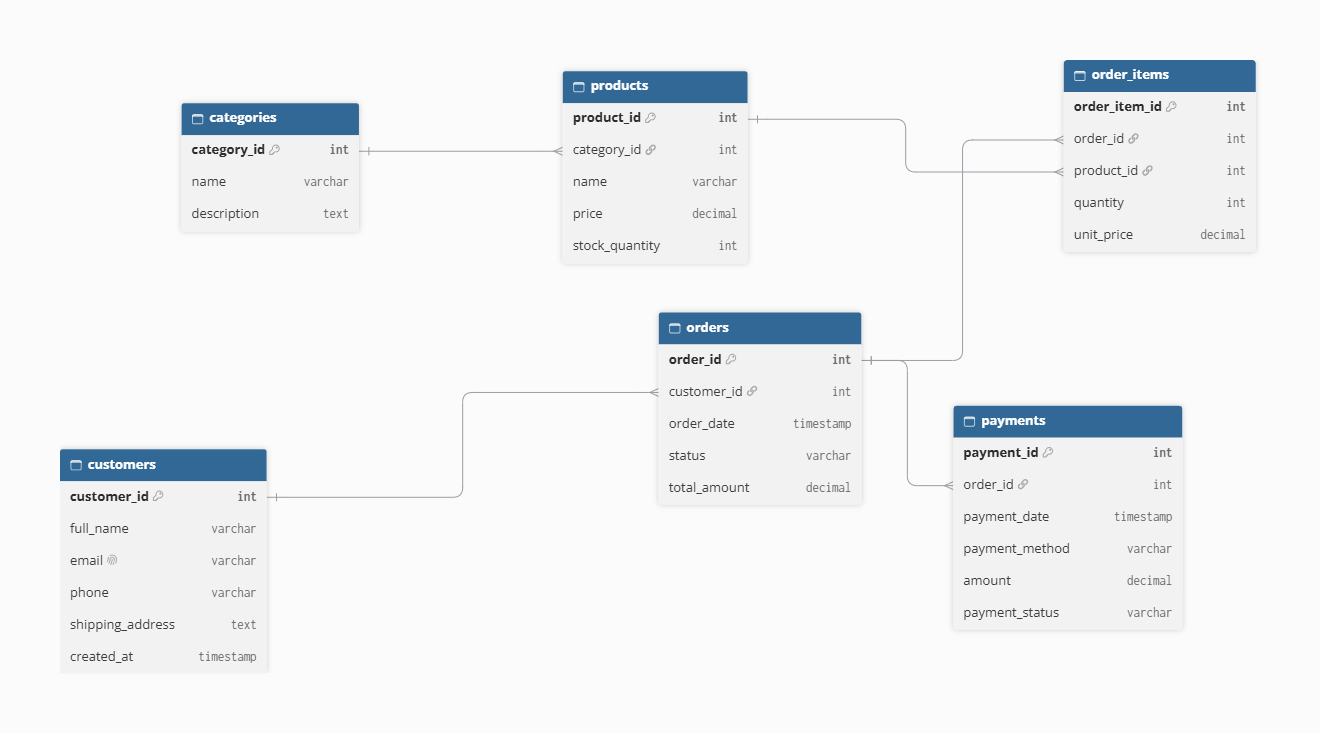 categories
category_id int
name varchar
description text
products
product_id int
category_id int
name varchar
price decimal
stock_quantity int
order_items
order_item_id int
order_id int
product_id int
quantity int
unit_price decimal
orders
order_id int
customer_id int
order_date timestamp
status varchar
total_amount decimal
customers
customer_id int
full_name varchar
email varchar
phone varchar
shipping_address text
created_at timestamp
payments
payment_id int
order_id int
payment_date timestamp
payment_method varchar
amount decimal
payment_status varchar